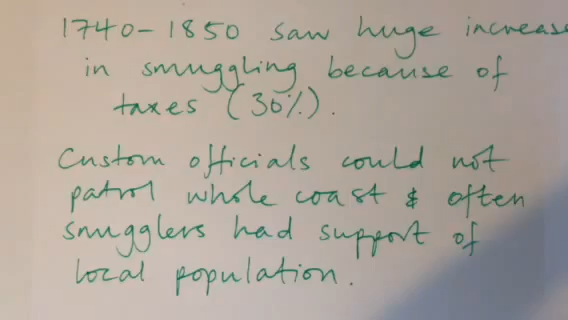 1740-1850 saw huge increase
in smuggling because of
taxes (30%).
Custom officials could not
patrol whole coast & often
smugglers had support of
local population.